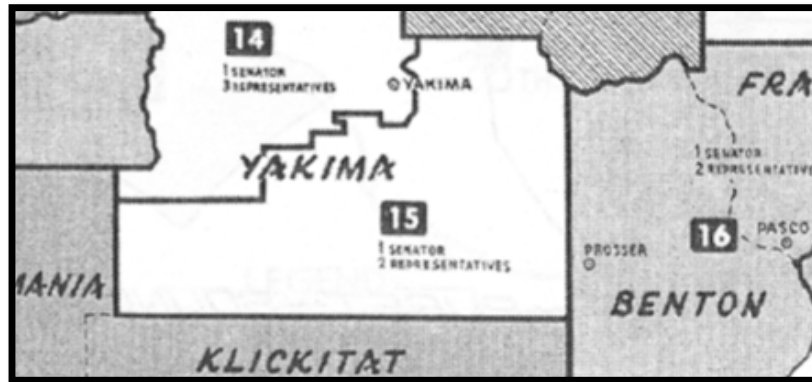 14
1 SENATOR
3 REPRESENTATIVES
YAKIMA
FRA
YAKIMA
1 SENATOR
2 REPRESENTATIVE
15
1 SENATOR
2 REPRESENTATIVES
16
PASCO
PROSSER
MANIA
BENTON
KLICKITAT